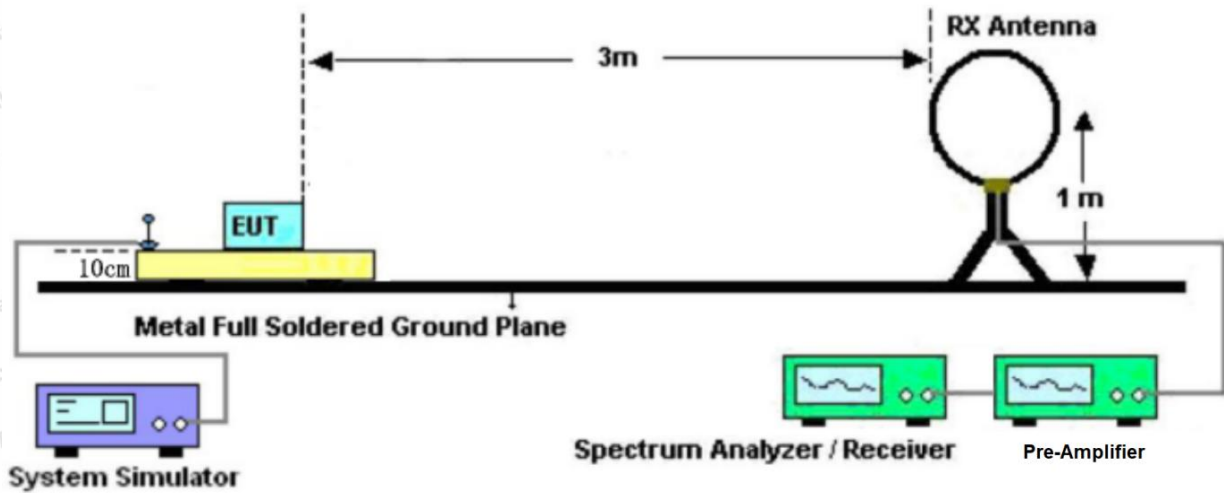 RX Antenna
3m
1 m
EUT
10cm
Metal Full Soldered Ground Plane
System Simulator
Spectrum Analyzer / Receiver
Pre-Amplifier